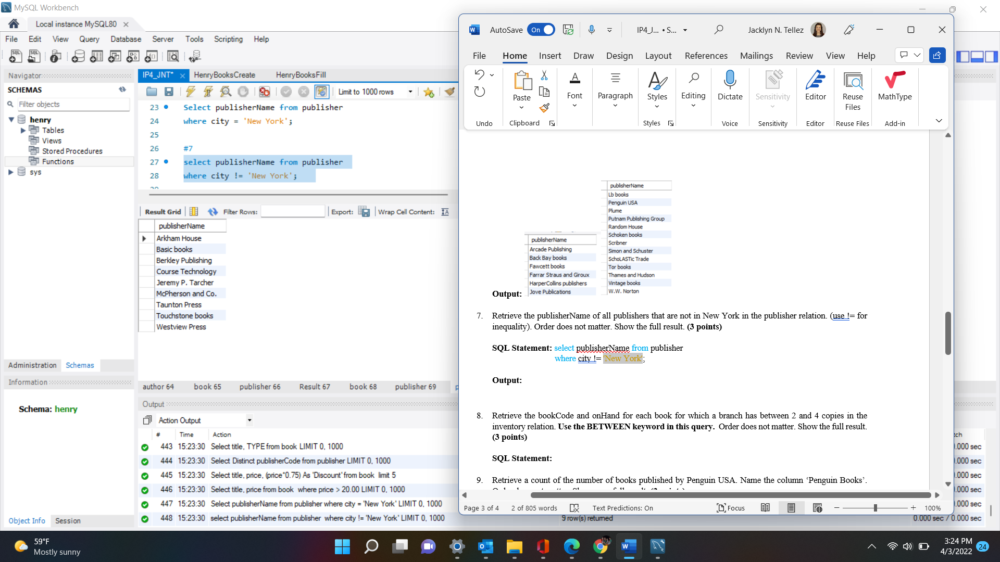 MySQL Workbench
Local instance MySQL80
File Edit View Query Database Server Tools Scripting Help
Navigator
SCHEMAS
Filter objects
henry
Tables
Views
Stored Procedures
Functions
sys
Administration Schemas
Information
Schema: henry
Object Info Session
IP4_JNT* HenryBooksCreate HenryBooksFill
Limit to 1000 rows
23 Select publisherName from publisher
24 where city = 'New York';
25
26 #7
27 select publisherName from publisher
28 where city != 'New York';
Result Grid Filter Rows: Export: Wrap Cell Content: IA
publisherName
Arkham House
Basic books
Berkley Publishing
Course Technology
Jeremy P. Tarcher
McPherson and Co.
Taunton Press
Touchstone books
Westview Press
author 64 book 65 publisher 66 Result 67 book 68 publisher 69
Output
Action Output
# Time Action
443 15:23:30 Select title, TYPE from book LIMIT 0, 1000
444 15:23:30 Select Distinct publisherCode from publisher LIMIT 0, 1000
445 15:23:30 Select title, price, (price*0.75) As 'Discount' from book limit 5
446 15:23:30 Select title, price from book where price > 20.00 LIMIT 0, 1000
447 15:23:30 Select publisherName from publisher where city = 'New York' LIMIT 0, 1000
448 15:23:30 select publisherName from publisher where city != 'New York' LIMIT 0, 1000 9 row(s) returned 0.000 sec / 0.000 sec
AutoSave On IP4_J... • S... Jacklyn N. Tellez
File Home Insert Draw Design Layout References Mailings Review View Help
Paste Font Paragraph Styles Editing Dictate Sensitivity Editor Reuse Files MathType
Undo Clipboard Styles Voice Sensitivity Editor Reuse Files Add-in
publisherName
Arcade Publishing
Back Bay books
Fawcett books
Farrar Straus and Giroux
HarperCollins publishers
Jove Publications
publisherName
Lb books
Penguin USA
Plume
Putnam Publishing Group
Random House
Schoken books
Scribner
Simon and Schuster
SchoLASTic Trade
Tor books
Thames and Hudson
Vintage books
W.W. Norton
Output:
7. Retrieve the publisherName of all publishers that are not in New York in the publisher relation. (use != for
inequality). Order does not matter. Show the full result. (3 points)
SQL Statement: select publisherName from publisher
where city != 'New York';
Output:
8. Retrieve the bookCode and onHand for each book for which a branch has between 2 and 4 copies in the
inventory relation. Use the BETWEEN keyword in this query. Order does not matter. Show the full result.
(3 points)
SQL Statement:
9. Retrieve a count of the number of books published by Penguin USA. Name the column ‘Penguin Books’.
Page 3 of 4 2 of 805 words Text Predictions: On Focus 100%
.000 sec
.000 sec
.000 sec
.000 sec
.000 sec
59°F
Mostly sunny
3:24 PM
4/3/2022
24